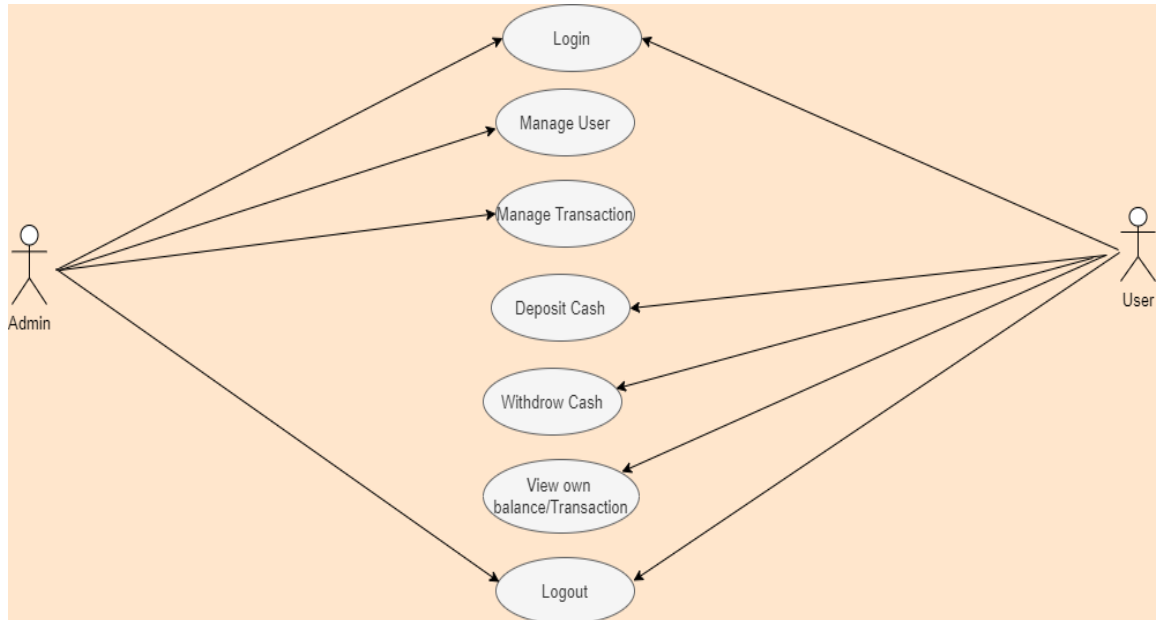 Login
Manage User
Manage Transaction
Admin
User
Deposit Cash
Withdrow Cash
View own
balance/Transaction
Logout